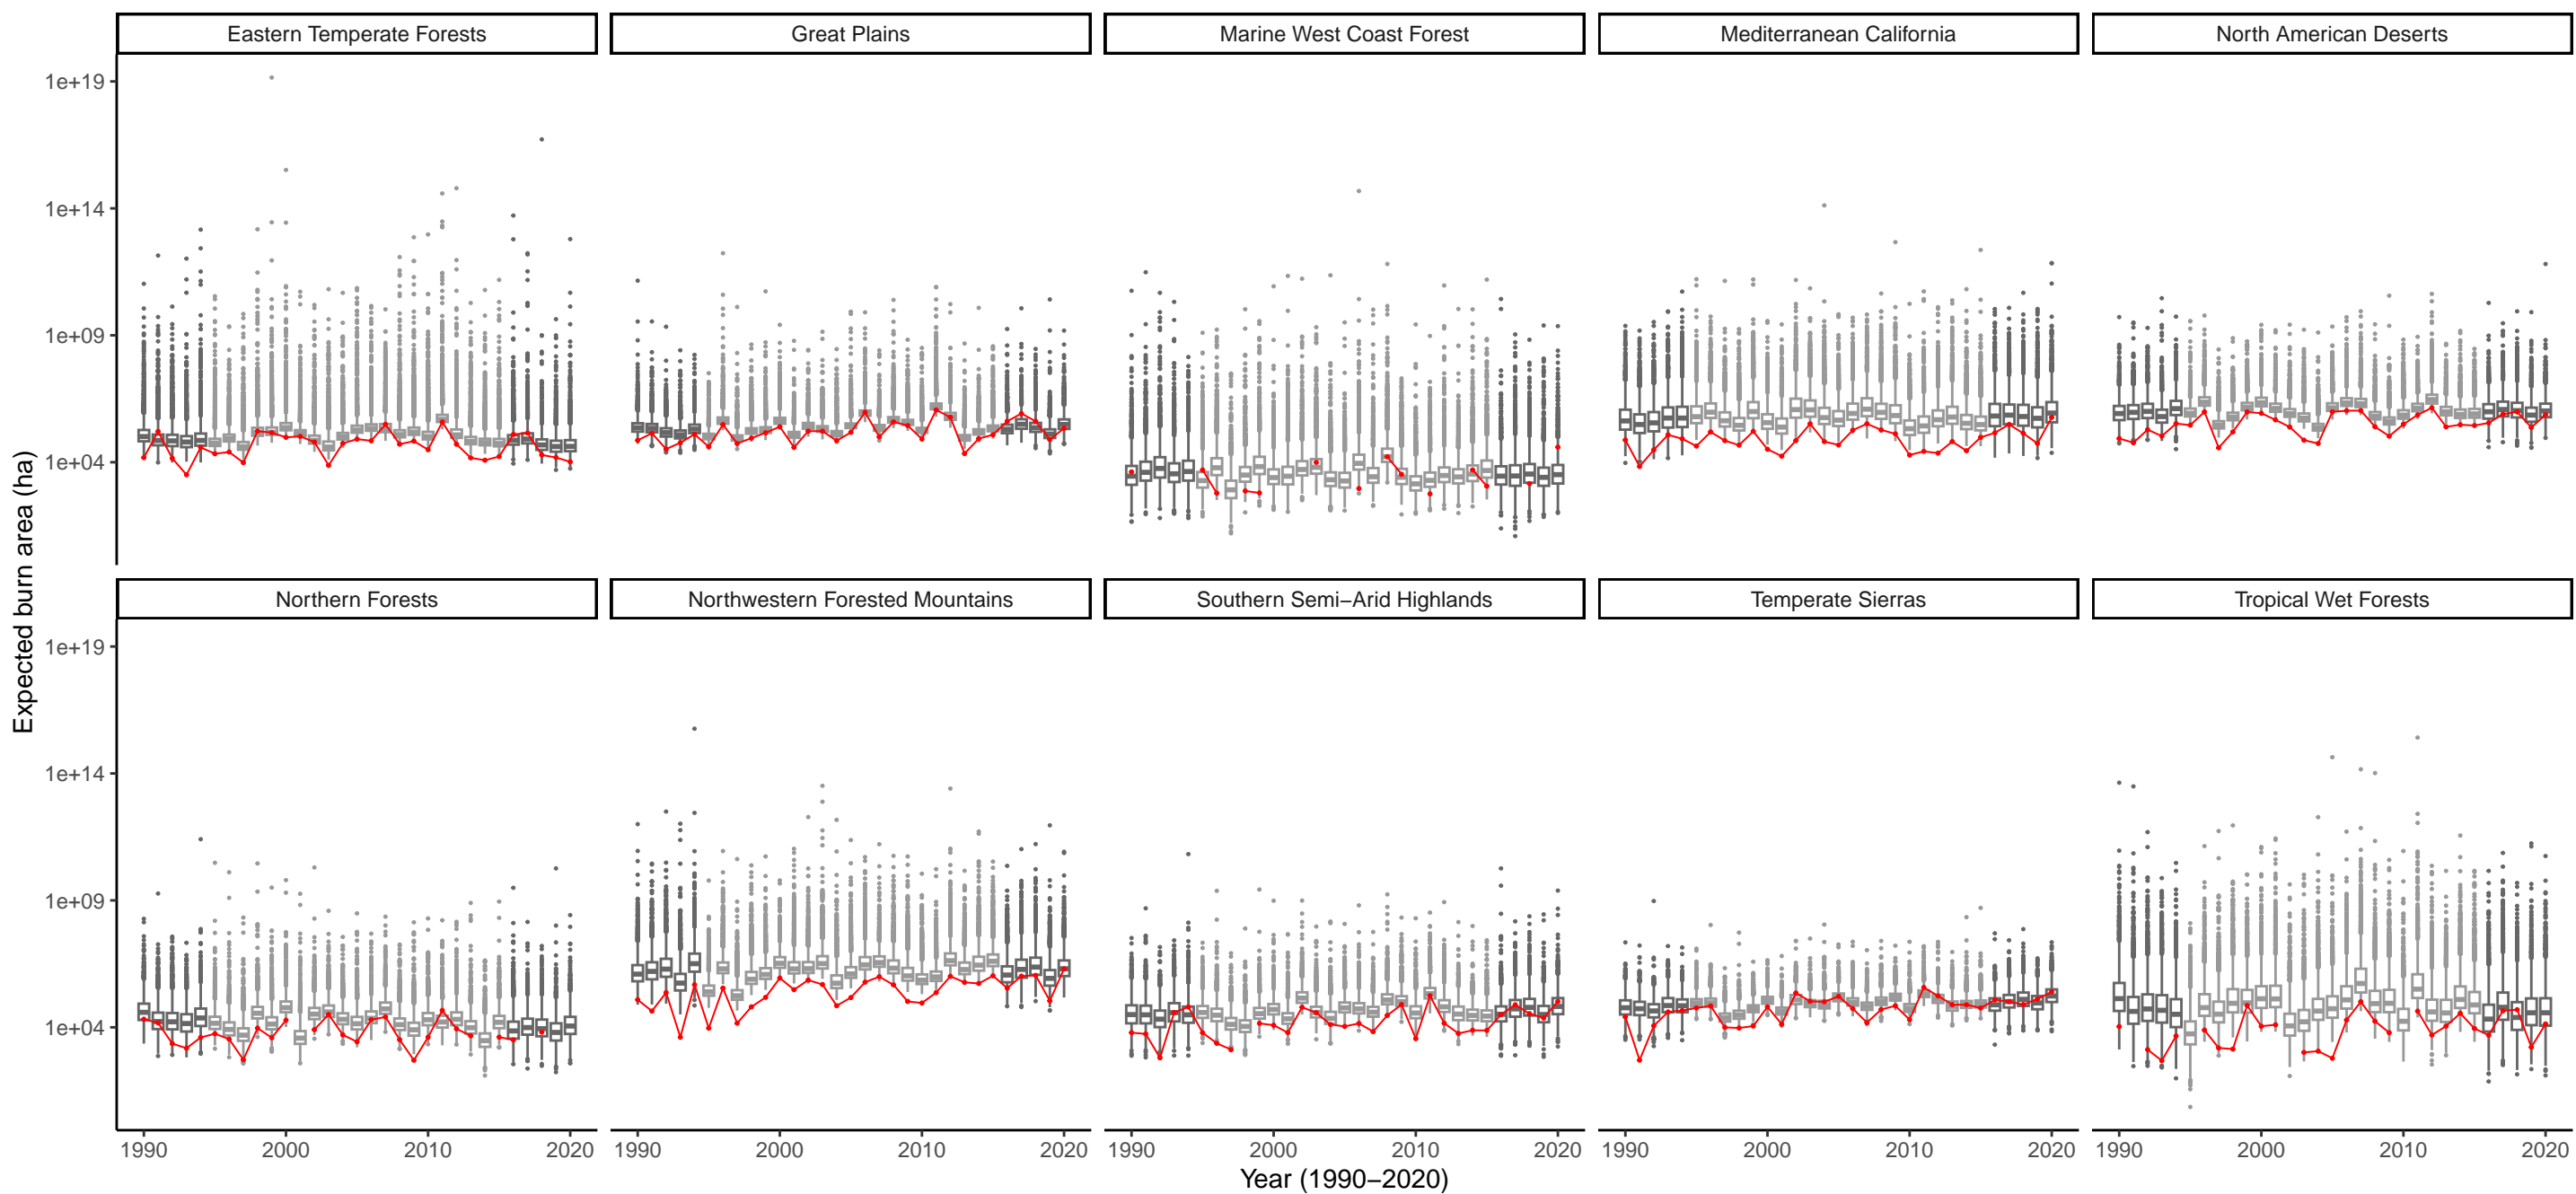 Eastern Temperate Forests
Great Plains
Marine West Coast Forest
Mediterranean California
North American Deserts
1e+19
1e+14
1e+09
1e+04
Expected burn area (ha)
Northern Forests
Northwestern Forested Mountains
Southern Semi−Arid Highlands
Temperate Sierras
Tropical Wet Forests
1e+19
1e+14
1e+09
1e+04
1990 2000 2010 2020
1990 2000 2010 2020
1990 2000 2010 2020
1990 2000 2010 2020
1990 2000 2010 2020
Year (1990−2020)